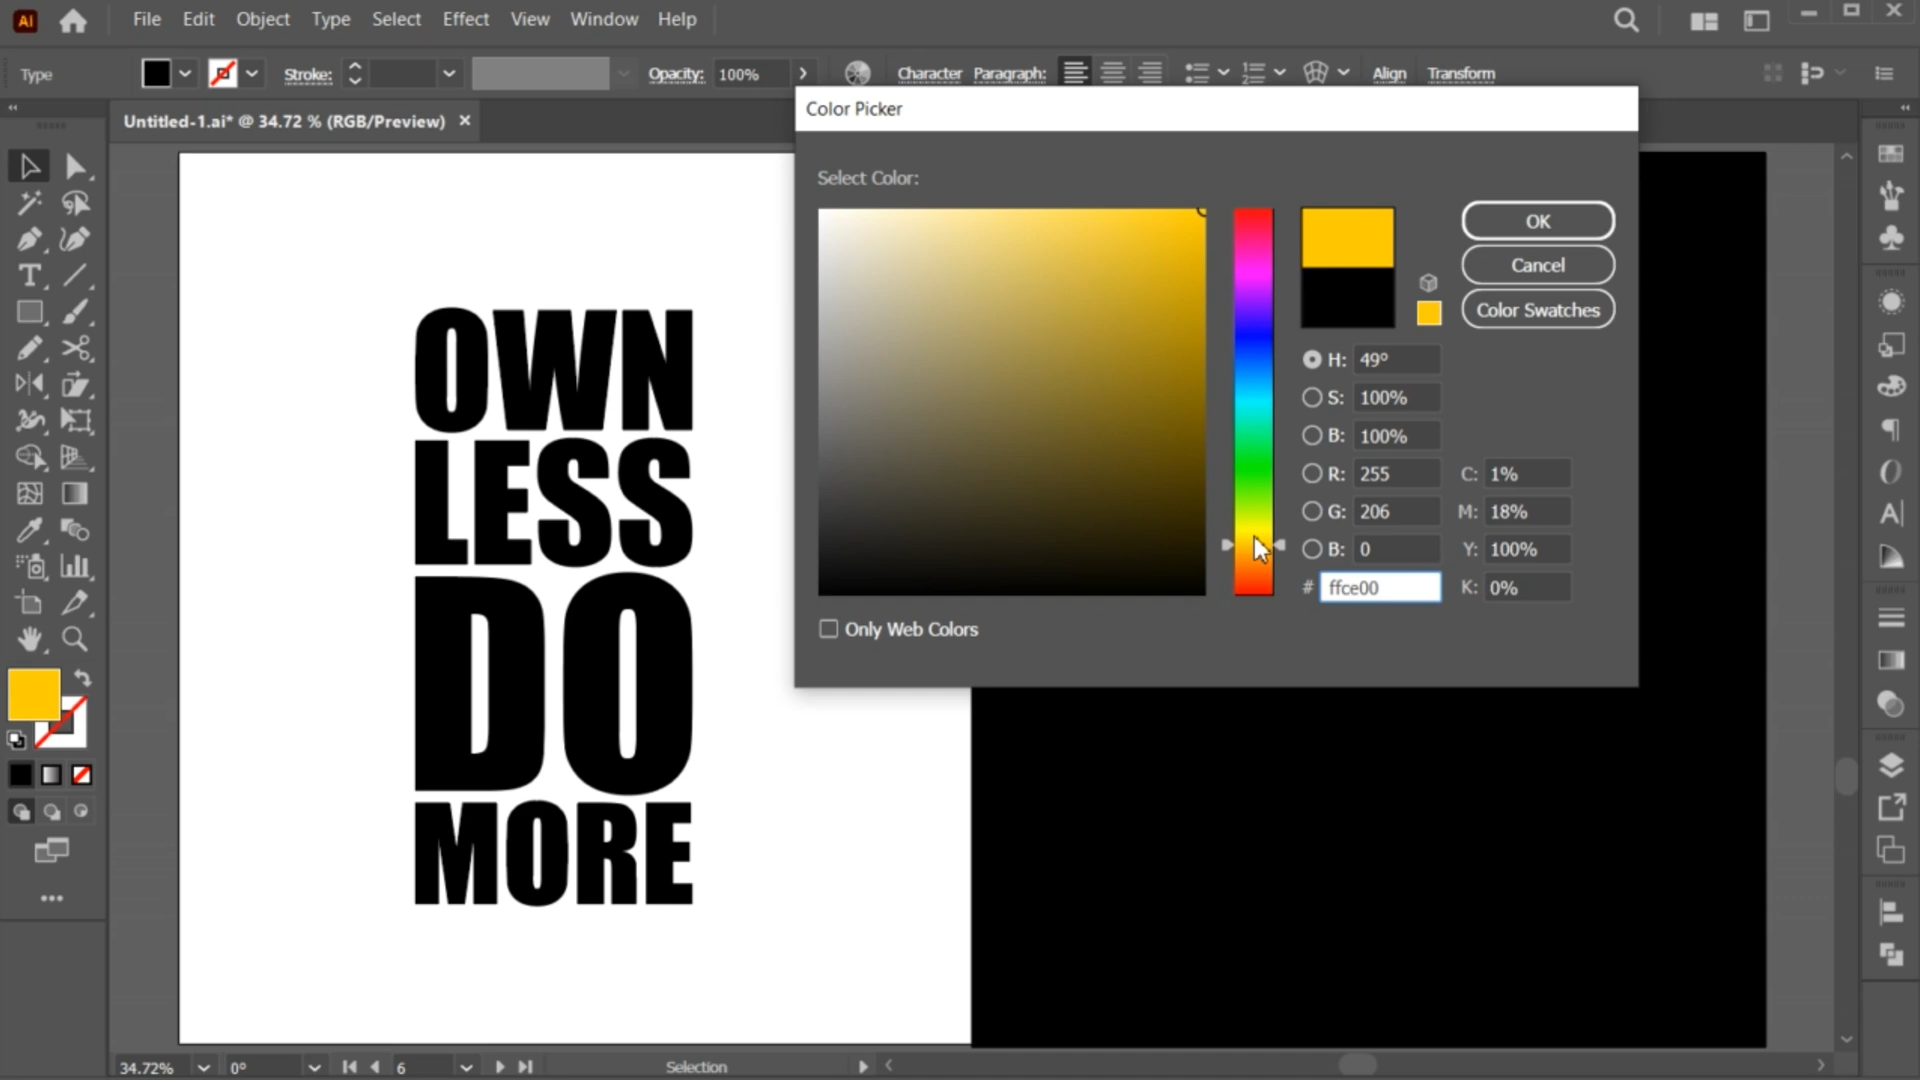 Ai File Edit Object Type Select Effect View Window Help
Type Stroke: Opacity: 100% Character Paragraph: Align Transform
Untitled-1.ai* @ 34.72 % (RGB/Preview) ×
Color Picker
Select Color:
OK
Cancel
Color Swatches
H: 49°
S: 100%
B: 100%
R: 255 C: 1%
G: 206 M: 18%
B: 0 Y: 100%
# ffce00 K: 0%
Only Web Colors
OWN
LESS
DO
MORE
34.72% 0° 6 Selection